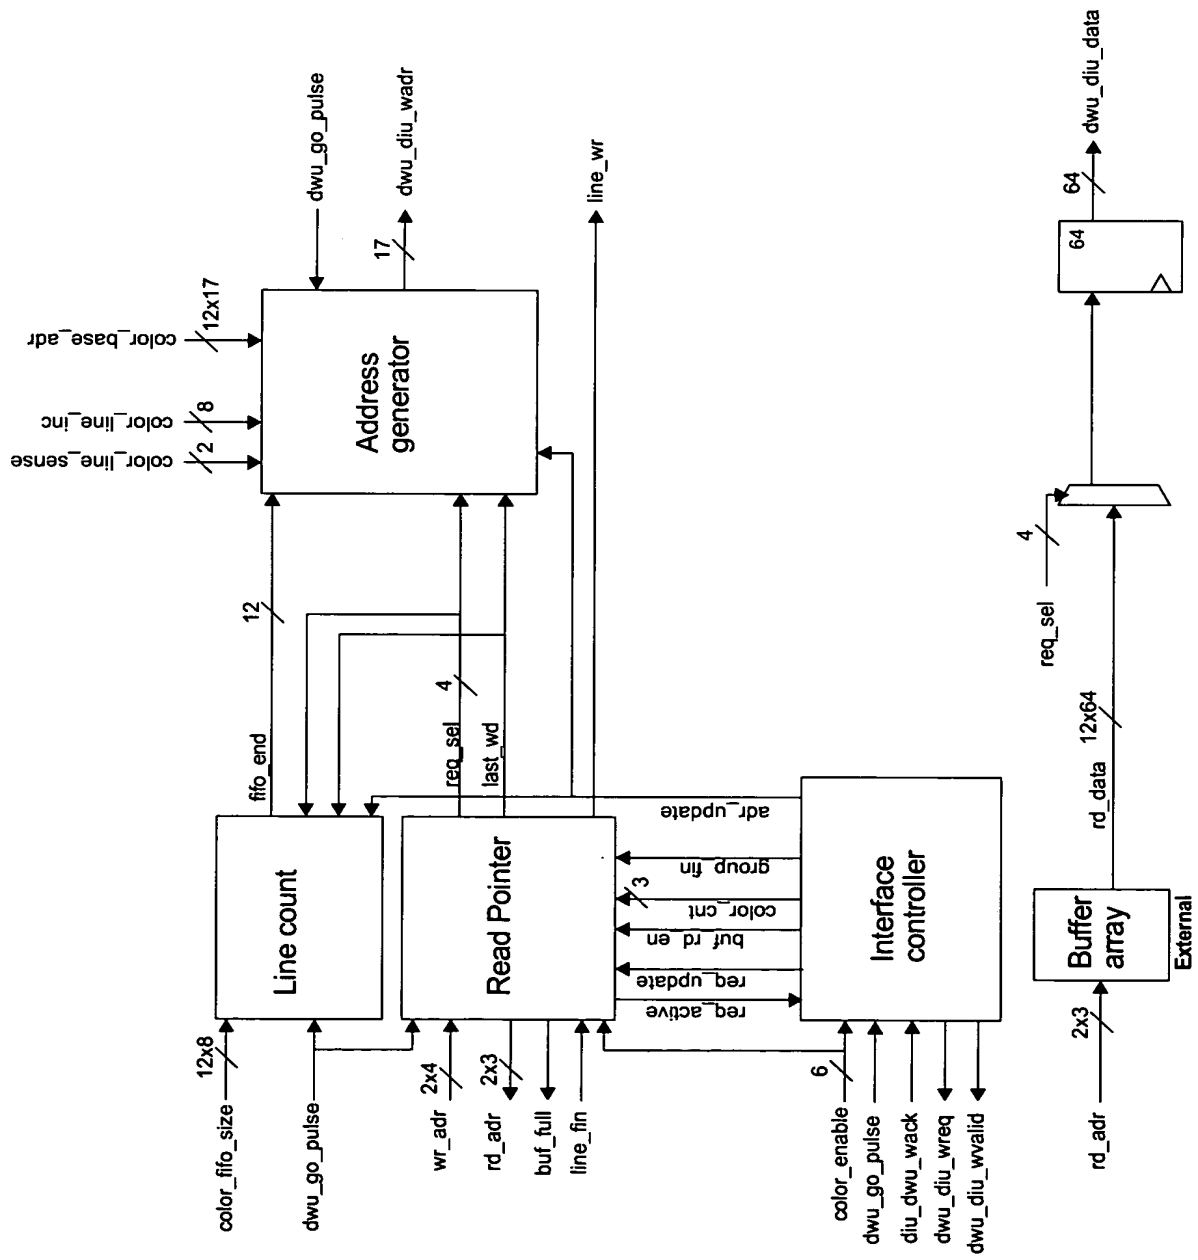 color_fifo_size
12x8
dwu_go_pulse
Line count
fifo_end
12
color_line_sense
2
color_line_inc
8
color_base_adr
12x17
Address
generator
dwu_go_pulse
17
dwu_diu_wadr
wr_adr
2x4
rd_adr
2x3
buf_full
line_fin
Read Pointer
req_sel
4
last_wd
line_wr
req_active
req_update
buf_rd_en
color_cnt
3
group_fin
adr_update
color_enable
6
dwu_go_pulse
diu_dwu_wack
dwu_diu_wreq
dwu_diu_wvalid
Interface
controller
rd_adr
2x3
Buffer
array
External
rd_data
12x64
req_sel
4
64
64
dwu_diu_data